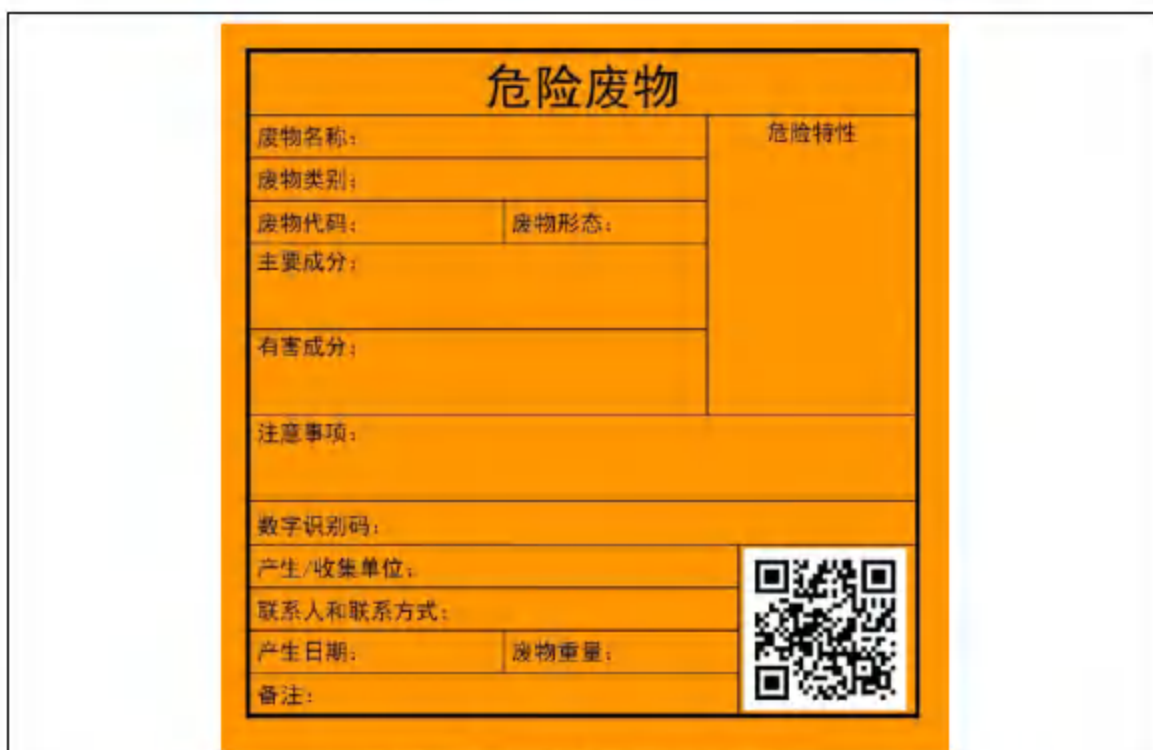 危险废物
废物名称：
危险特性
废物类别：
废物代码：
废物形态：
主要成分：
有害成分：
注意事项：
数字识别码：
产生/收集单位：
联系人和联系方式：
产生日期：
废物重量：
备注：